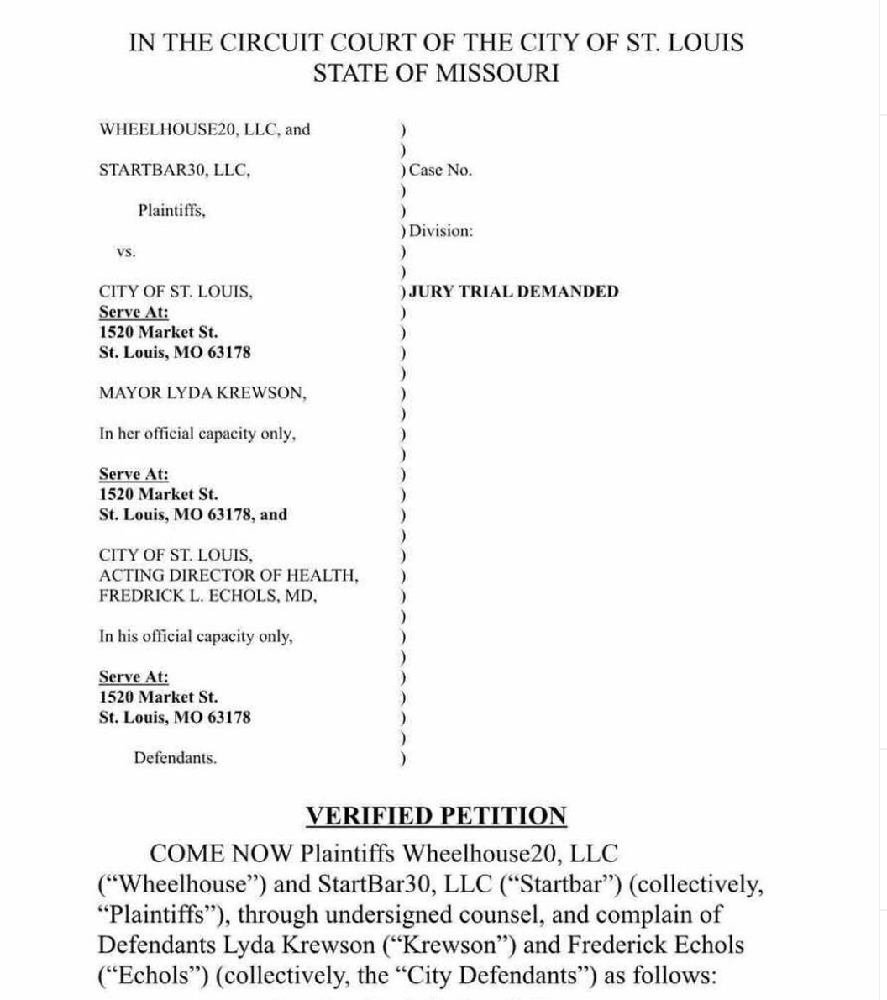 IN THE CIRCUIT COURT OF THE CITY OF ST. LOUIS
STATE OF MISSOURI
WHEELHOUSE20, LLC, and )
)
STARTBAR30, LLC, ) Case No.
)
Plaintiffs, )
) Division:
vs. )
)
CITY OF ST. LOUIS, ) JURY TRIAL DEMANDED
Serve At: )
1520 Market St. )
St. Louis, MO 63178 )
)
MAYOR LYDA KREWSON, )
)
In her official capacity only, )
)
Serve At: )
1520 Market St. )
St. Louis, MO 63178, and )
)
CITY OF ST. LOUIS, )
ACTING DIRECTOR OF HEALTH, )
FREDRICK L. ECHOLS, MD, )
)
In his official capacity only, )
)
Serve At: )
1520 Market St. )
St. Louis, MO 63178 )
)
Defendants. )
VERIFIED PETITION
COME NOW Plaintiffs Wheelhouse20, LLC
(“Wheelhouse”) and StartBar30, LLC (“Startbar”) (collectively,
“Plaintiffs”), through undersigned counsel, and complain of
Defendants Lyda Krewson (“Krewson”) and Frederick Echols
(“Echols”) (collectively, the “City Defendants”) as follows: